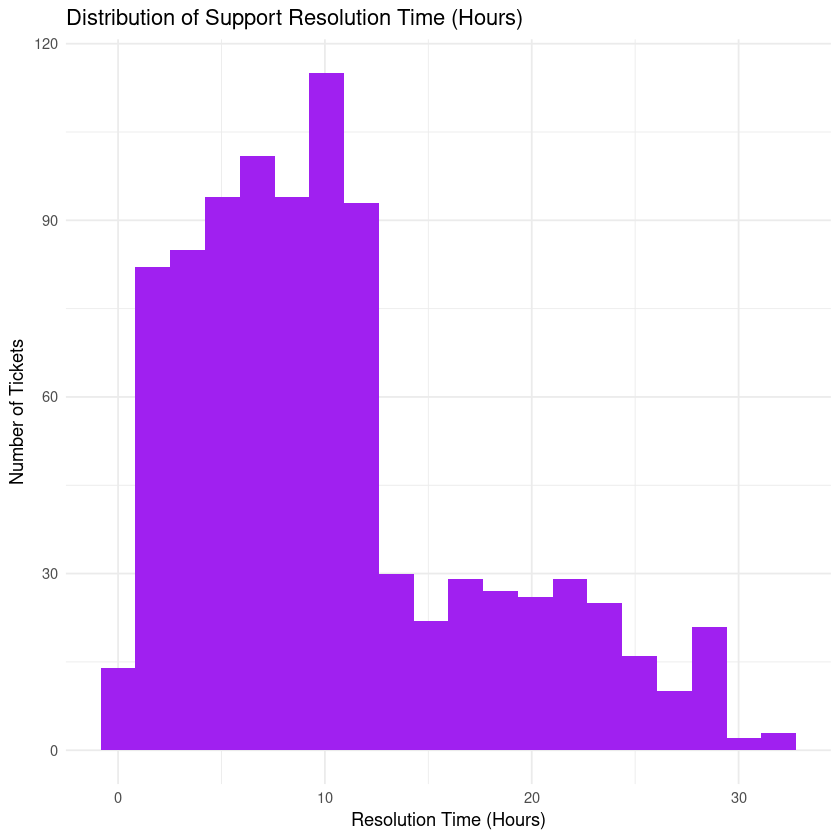 Distribution of Support Resolution Time (Hours)
120
90
60
30
0
Number of Tickets
0 10 20 30
Resolution Time (Hours)